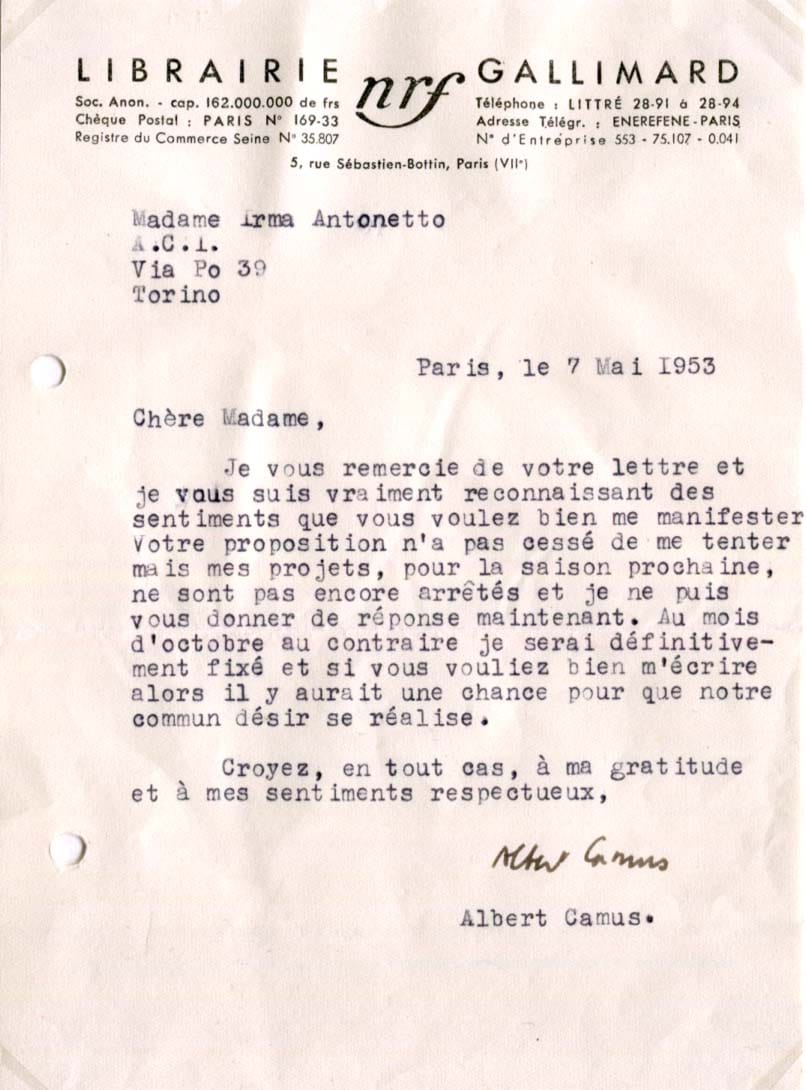 LIBRAIRIE nrf GALLIMARD
Soc. Anon. - cap. 162.000.000 de frs
Chèque Postal : PARIS N° 169-33
Registre du Commerce Seine N° 35.807
Téléphone : LITTRÉ 28-91 à 28-94
Adresse Télégr. : ENEREFENE-PARIS
N° d'Entreprise 553 - 75.107 - 0.041
5, rue Sébastien-Bottin, Paris (VII°)
Madame Irma Antonetto
A.C.I.
Via Po 39
Torino
Paris, le 7 Mai 1953
Chère Madame,
Je vous remercie de votre lettre et
je vous suis vraiment reconnaissant des
sentiments que vous voulez bien me manifester
Votre proposition n'a pas cessé de me tenter
mais mes projets, pour la saison prochaine,
ne sont pas encore arrêtés et je ne puis
vous donner de réponse maintenant. Au mois
d'octobre au contraire je serai définitive-
ment fixé et si vous vouliez bien m'écrire
alors il y aurait une chance pour que notre
commun désir se réalise.
Croyez, en tout cas, à ma gratitude
et à mes sentiments respectueux,
Albert Camus
Albert Camus.